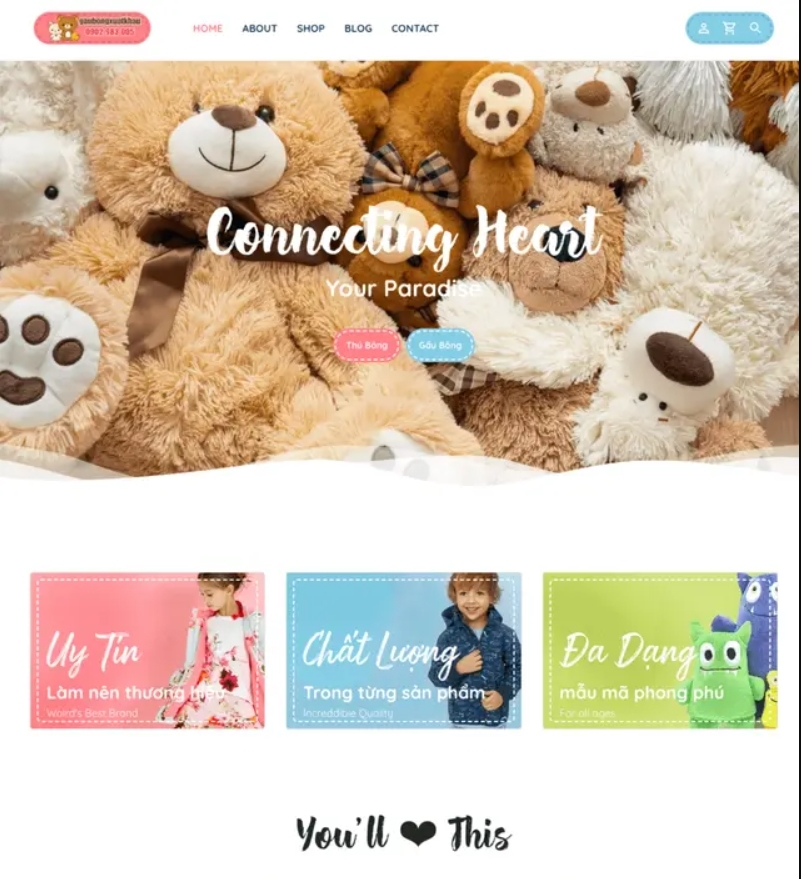 gaubongxuatkhau
0902 583 005
HOME
ABOUT
SHOP
BLOG
CONTACT
Connecting Heart
Your Paradise
Thú Bông
Gấu Bông
Uy Tín
Làm nên thương hiệu
World's Best Brand
Chất Lượng
Trong từng sản phẩm
Increddible Quality
Đa Dạng
mẫu mã phong phú
For all ages
You'll ❤ This